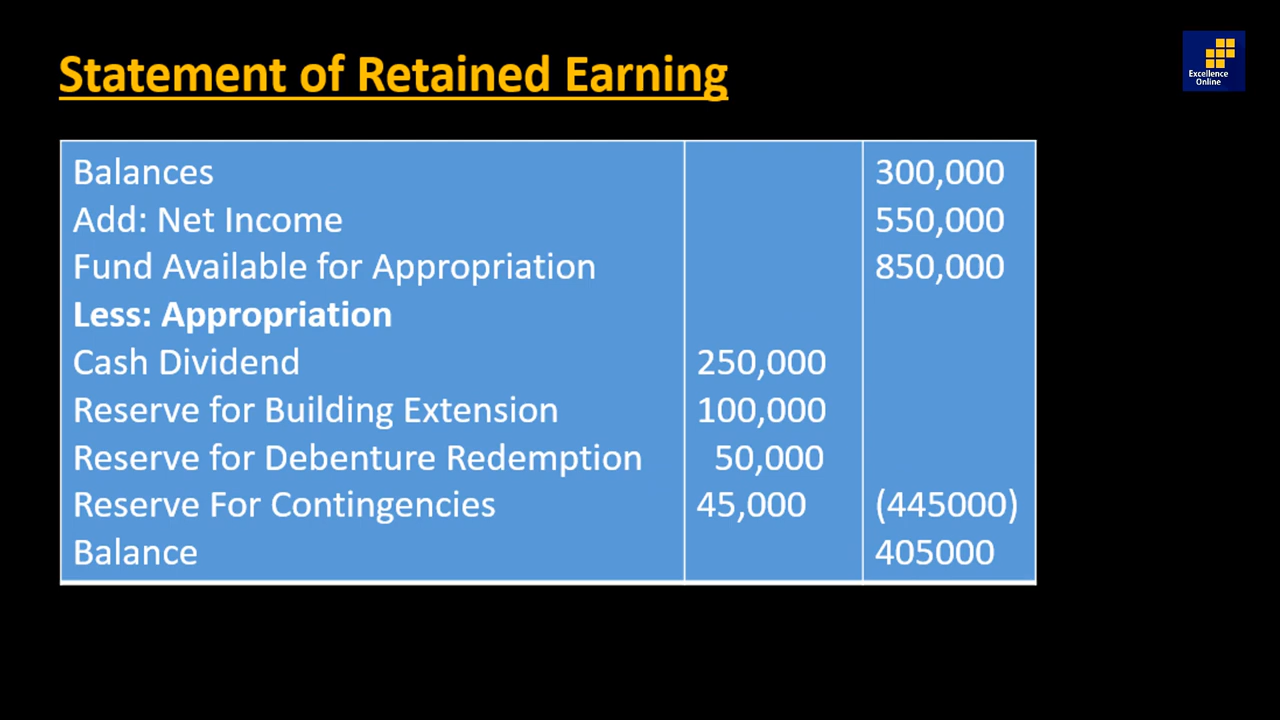 Statement of Retained Earning
Excellence
Online
Balances 300,000
Add: Net Income 550,000
Fund Available for Appropriation 850,000
Less: Appropriation
Cash Dividend 250,000
Reserve for Building Extension 100,000
Reserve for Debenture Redemption 50,000
Reserve For Contingencies 45,000 (445000)
Balance 405000